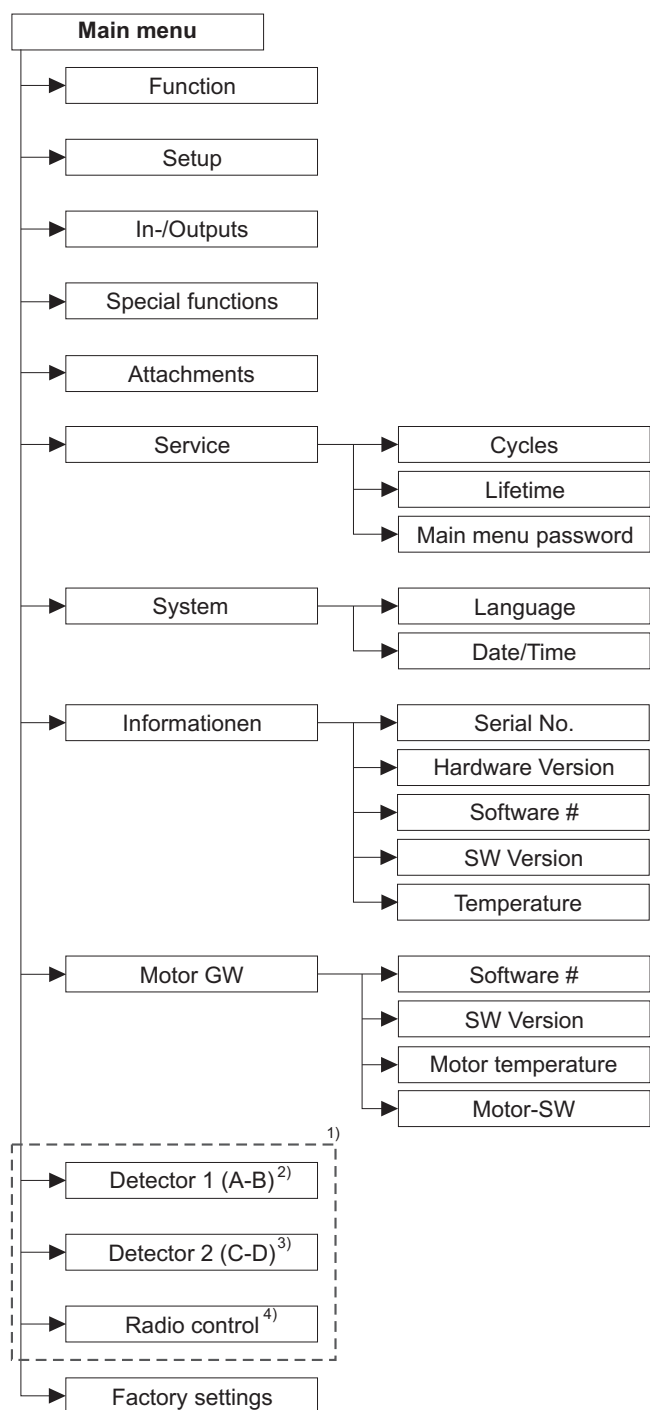 Main menu
Function
Setup
In-/Outputs
Special functions
Attachments
Service
Cycles
Lifetime
Main menu password
System
Language
Date/Time
Informationen
Serial No.
Hardware Version
Software #
SW Version
Temperature
Motor GW
Software #
SW Version
Motor temperature
Motor-SW
1)
Detector 1 (A-B) 2)
Detector 2 (C-D) 3)
Radio control 4)
Factory settings